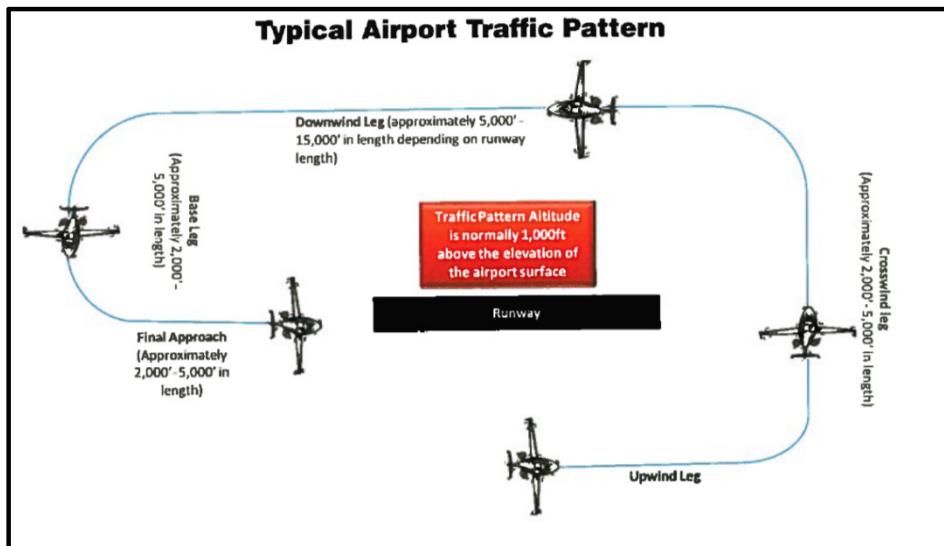 Typical Airport Traffic Pattern
Downwind Leg (approximately 5,000' -
15,000' in length depending on runway
length)
Base Leg
(Approximately 2,000'-
5,000' in length)
Traffic Pattern Altitude
is normally 1,000ft
above the elevation of
the airport surface
Crosswind leg
(Approximately 2,000'- 5,000' in length)
Runway
Final Approach
(Approximately
2,000'-5,000' in
length)
Upwind Leg